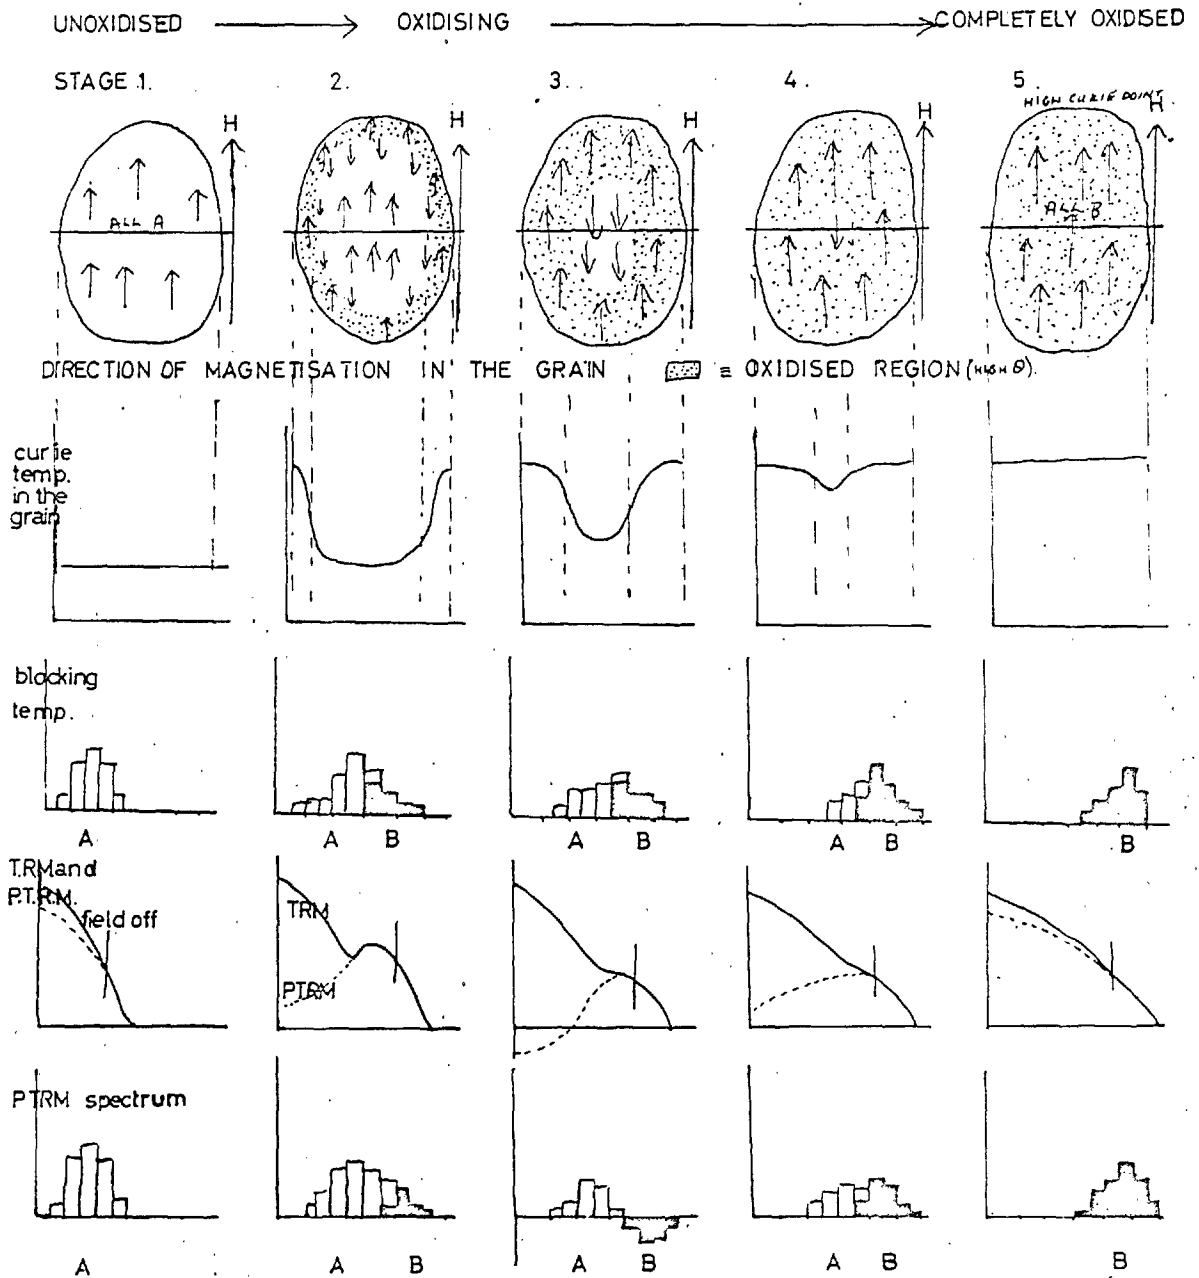 UNOXIDISED OXIDISING COMPLETELY OXIDISED
STAGE 1. 2. 3. 4. 5.
HIGH CURIE POINT
H H H H H
ALL A ALL B
DIRECTION OF MAGNETISATION IN THE GRAIN ≡ OXIDISED REGION (HIGH θ).
curie
temp.
in the
grain
blocking
temp.
A A B A B A B B
T.RM and
P.T.R.M.
field off
TRM
PTRM
PTRM spectrum
A A B A B A B B